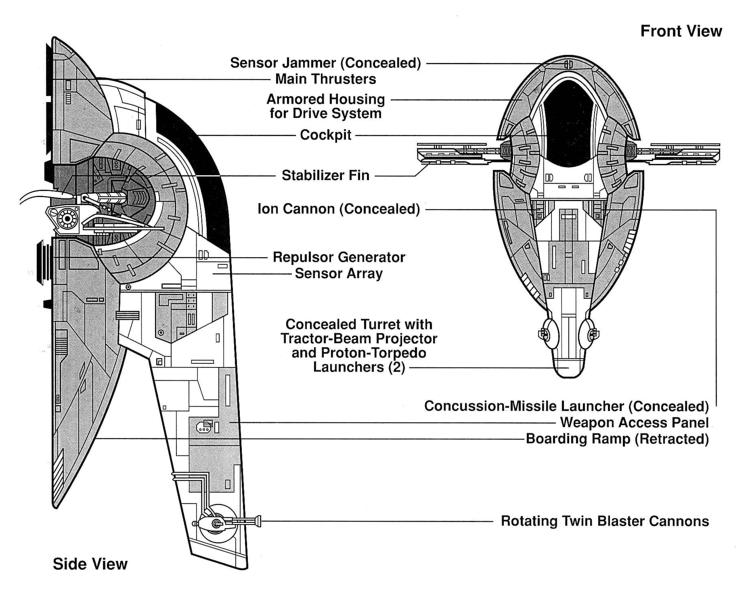 Front View
Sensor Jammer (Concealed)
Main Thrusters
Armored Housing
for Drive System
Cockpit
Stabilizer Fin
Ion Cannon (Concealed)
Repulsor Generator
Sensor Array
Concealed Turret with
Tractor-Beam Projector
and Proton-Torpedo
Launchers (2)
Concussion-Missile Launcher (Concealed)
Weapon Access Panel
Boarding Ramp (Retracted)
Rotating Twin Blaster Cannons
Side View